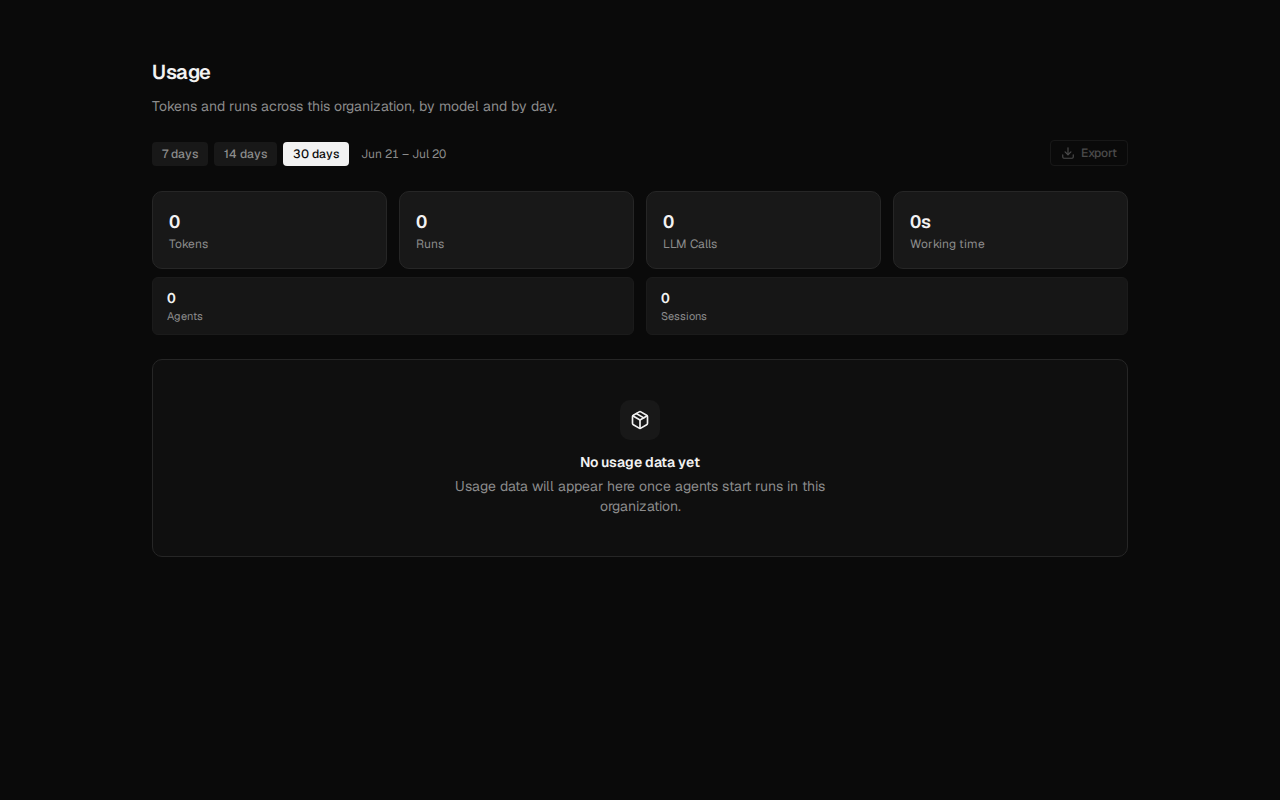 Usage
Tokens and runs across this organization, by model and by day.
7 days
14 days
30 days
Jun 21 – Jul 20
Export
0
Tokens
0
Runs
0
LLM Calls
0s
Working time
0
Agents
0
Sessions
No usage data yet
Usage data will appear here once agents start runs in this
organization.